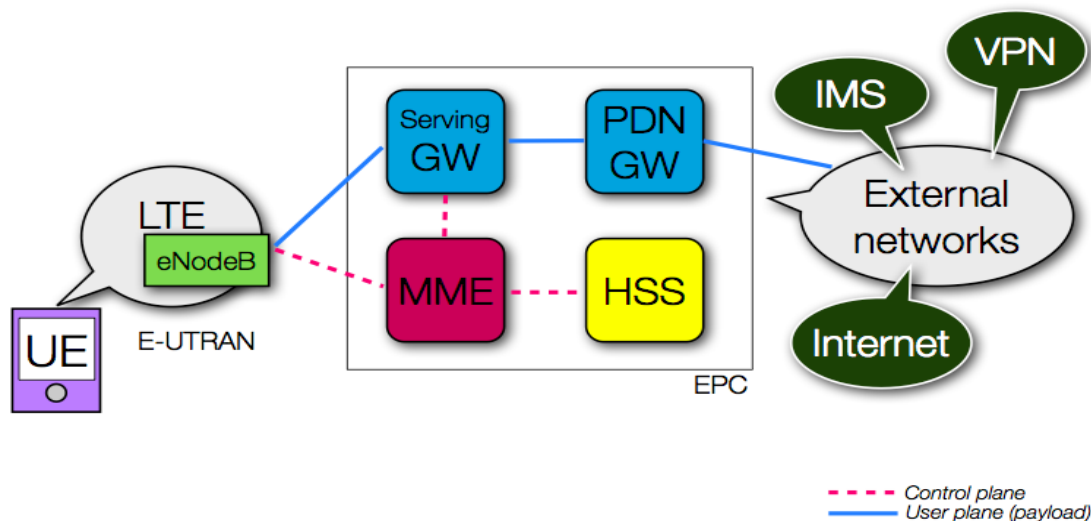 VPN
IMS
Serving
GW
PDN
GW
External
networks
LTE
eNodeB
MME
HSS
UE
E-UTRAN
Internet
EPC
Control plane
User plane (payload)